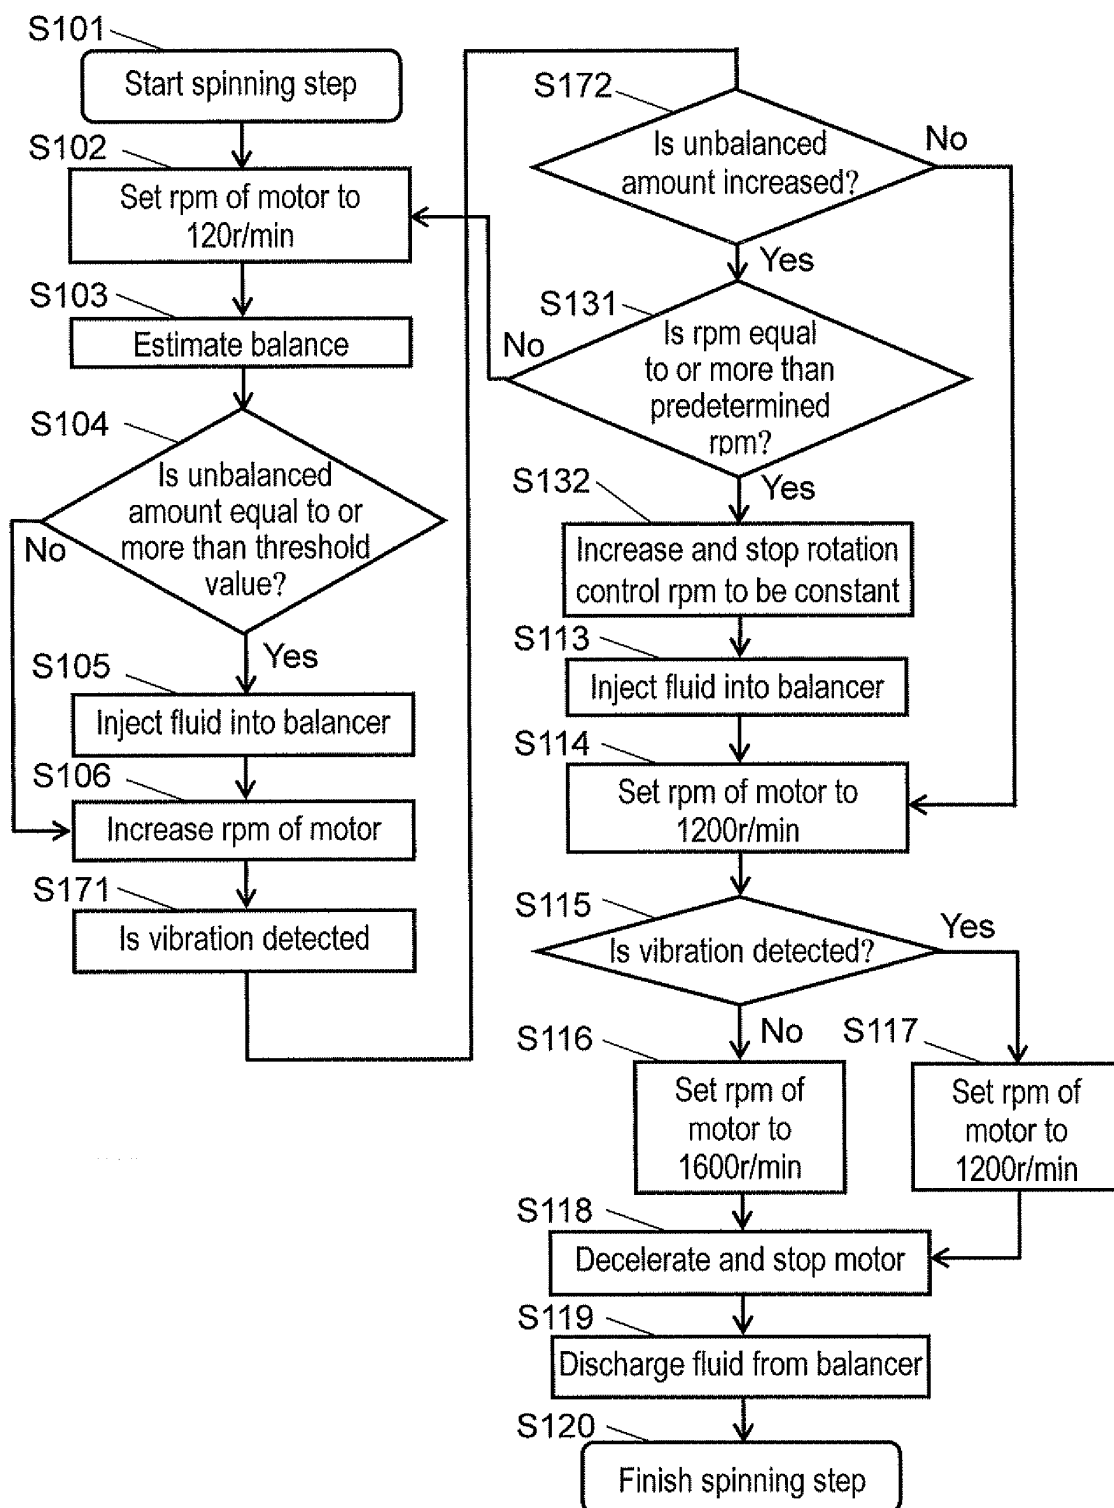 S101
Start spinning step
S102
Set rpm of motor to
120r/min
S103
Estimate balance
S104
Is unbalanced
amount equal to or
more than threshold
value?
No
Yes
S105
Inject fluid into balancer
S106
Increase rpm of motor
S171
Is vibration detected
S172
Is unbalanced
amount increased?
No
Yes
S131
Is rpm equal
to or more than
predetermined
rpm?
No
Yes
S132
Increase and stop rotation
control rpm to be constant
S113
Inject fluid into balancer
S114
Set rpm of motor to
1200r/min
S115
Is vibration detected?
Yes
No
S116
Set rpm of
motor to
1600r/min
S117
Set rpm of
motor to
1200r/min
S118
Decelerate and stop motor
S119
Discharge fluid from balancer
S120
Finish spinning step